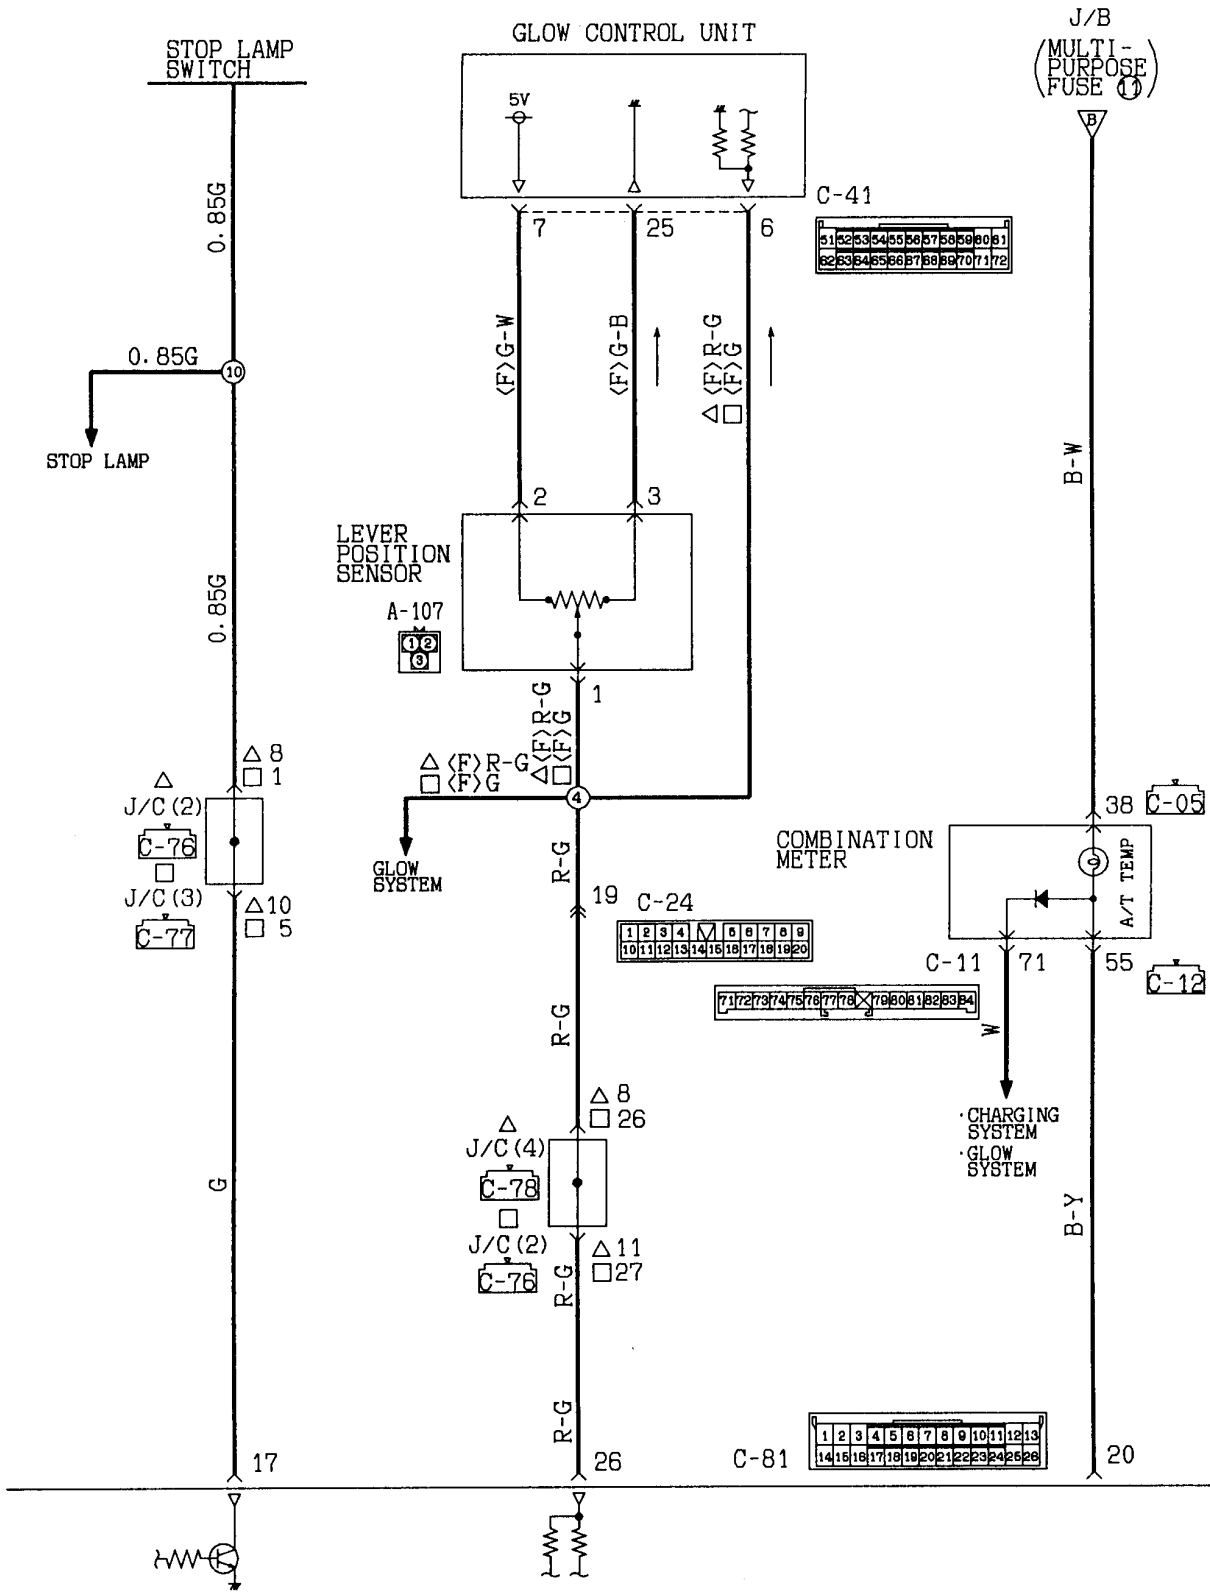 STOP LAMP
SWITCH
GLOW CONTROL UNIT
J/B
(MULTI-
PURPOSE
FUSE 11)
B
5V
0.85G
7
25
6
C-41
51 52 53 54 55 56 57 58 59 60 61
62 63 64 65 66 67 68 69 70 71 72
<F>G-W
<F>G-B
△ <F>R-G
□ <F>G
0.85G
10
STOP LAMP
B-W
2
3
LEVER
POSITION
SENSOR
A-107
1 2
3
0.85G
1
△ <F>R-G
□ <F>G
△ <F>R-G
□ <F>G
4
GLOW
SYSTEM
△ 8
□ 1
△
J/C(2)
C-76
□
J/C(3)
C-77
△10
□ 5
R-G
19
C-24
1 2 3 4 5 6 7 8 9
10 11 12 13 14 15 16 17 18 19 20
38
C-05
COMBINATION
METER
A/T TEMP
C-11
71
55
C-12
71 72 73 74 75 76 77 78 79 80 81 82 83 84
W
R-G
·CHARGING
SYSTEM
·GLOW
SYSTEM
△ 8
□ 26
△
J/C(4)
C-78
□
J/C(2)
C-76
△ 11
□27
G
R-G
B-Y
R-G
C-81
1 2 3 4 5 6 7 8 9 10 11 12 13
14 15 16 17 18 19 20 21 22 23 24 25 26
17
26
20